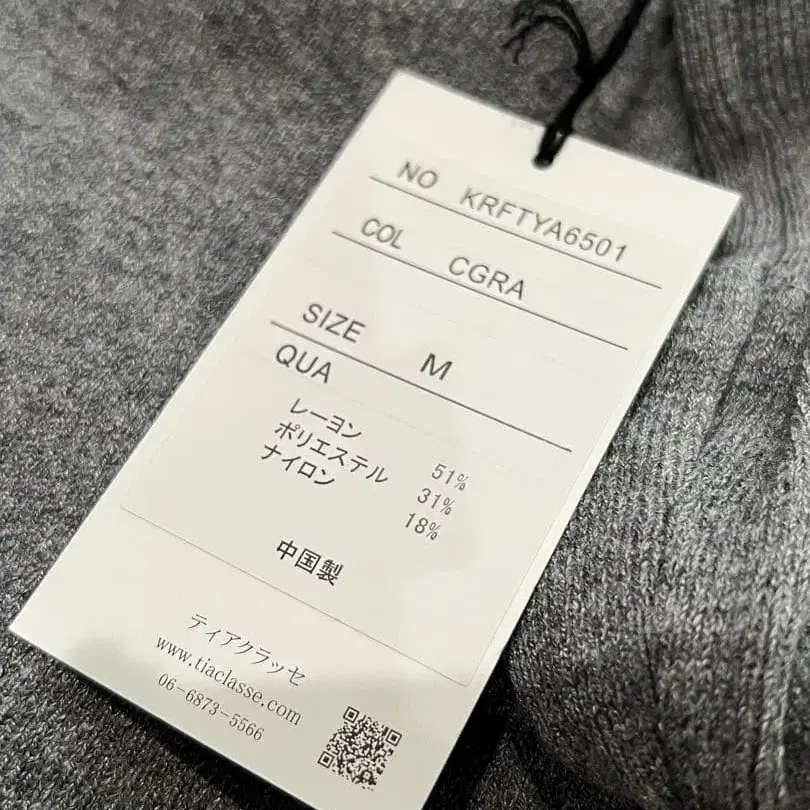 NO KRFTYA6501
COL CGRA
SIZE M
QUA
レーヨン 51%
ポリエステル 31%
ナイロン 18%
中国製
ティアクラッセ
www.tiaclasse.com
06-6873-5566